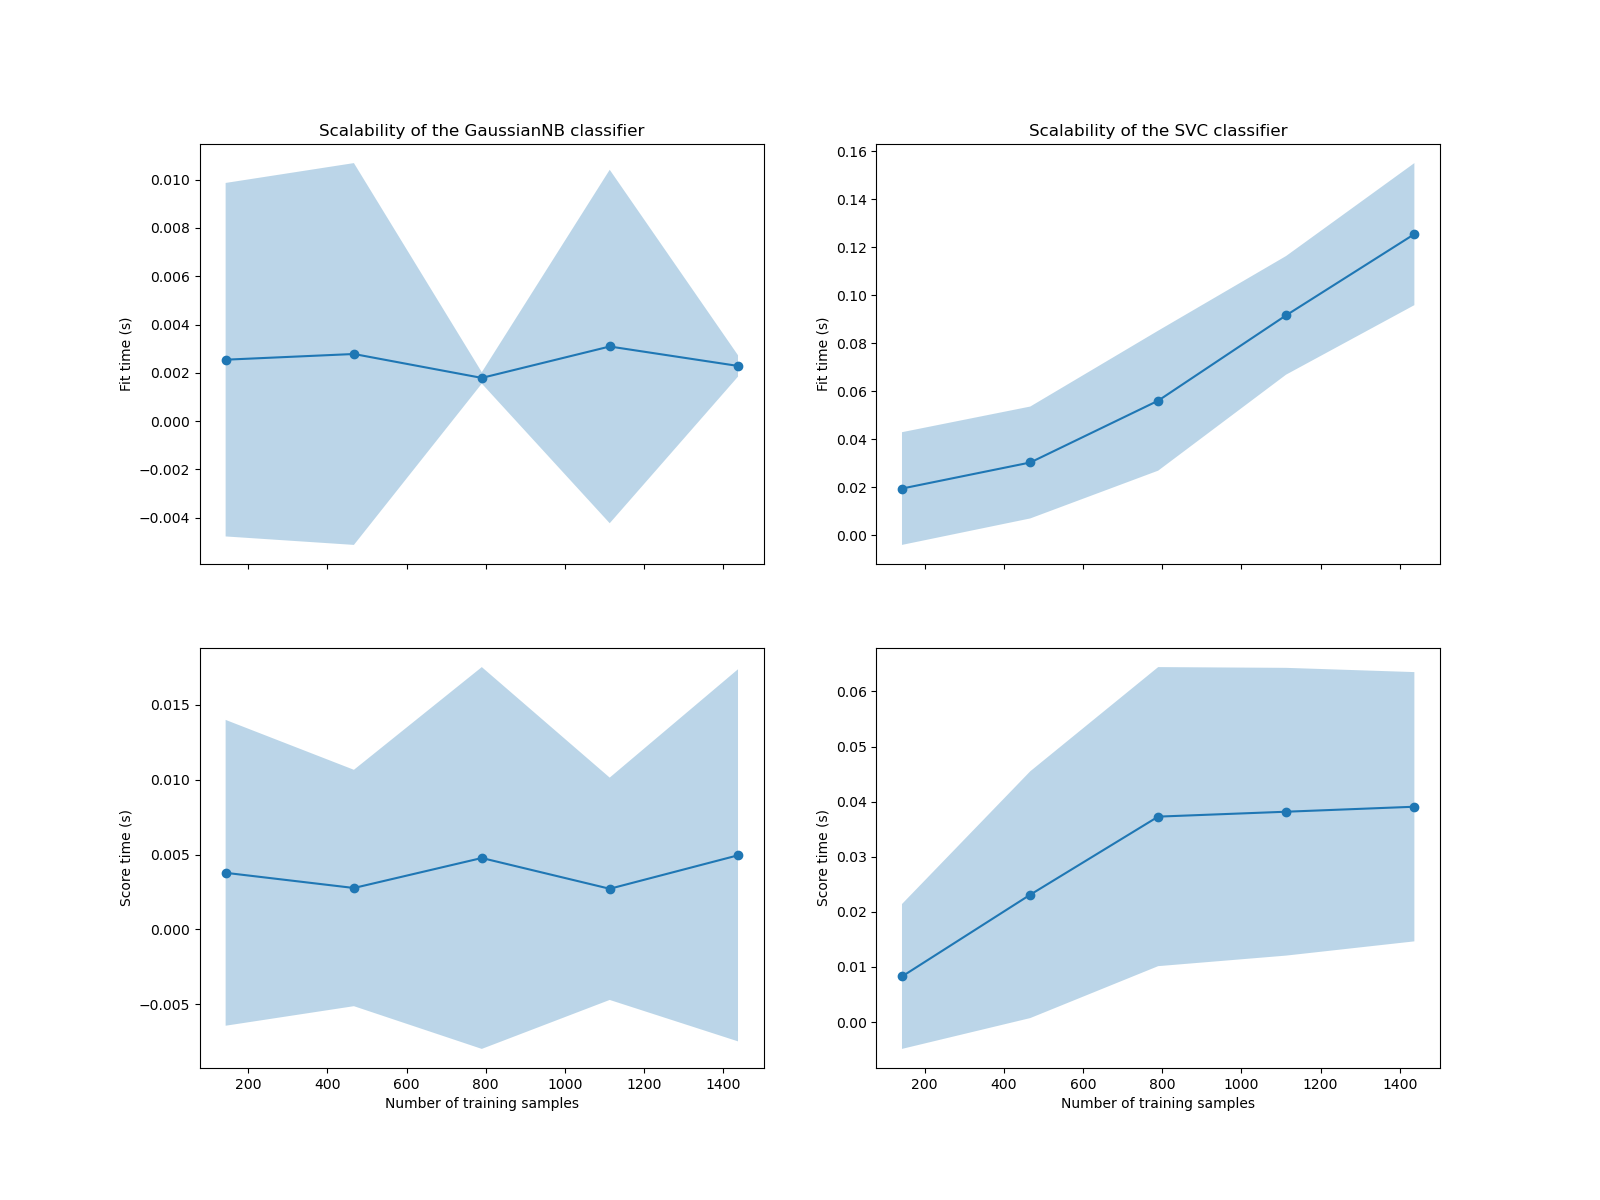 Scalability of the GaussianNB classifier
Scalability of the SVC classifier
0.010
0.008
0.006
0.004
0.002
0.000
−0.002
−0.004
Fit time (s)
0.16
0.14
0.12
0.10
0.08
0.06
0.04
0.02
0.00
Fit time (s)
0.015
0.010
0.005
0.000
−0.005
Score time (s)
200 400 600 800 1000 1200 1400
Number of training samples
0.06
0.05
0.04
0.03
0.02
0.01
0.00
Score time (s)
200 400 600 800 1000 1200 1400
Number of training samples